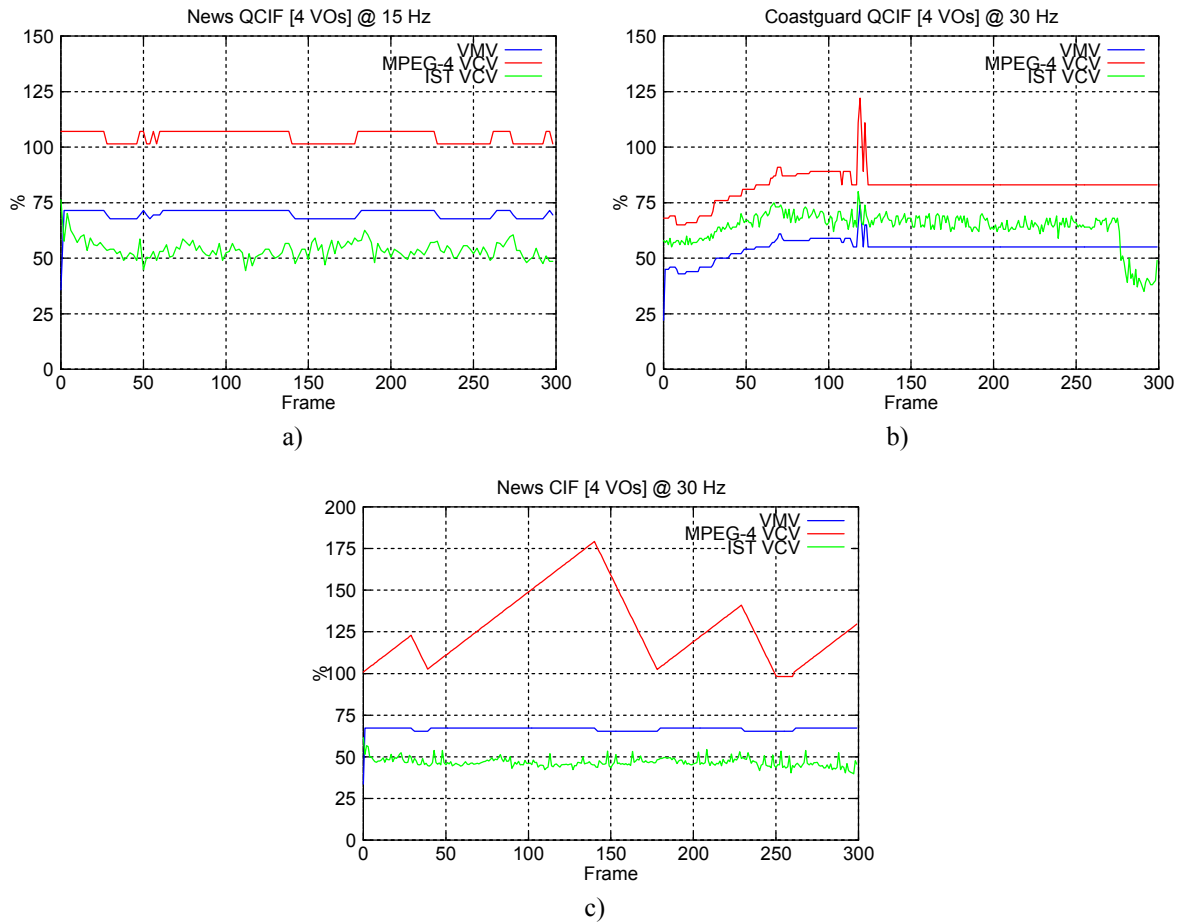 News QCIF [4 VOs] @ 15 Hz
VMV
MPEG-4 VCV
IST VCV
150
125
100
75
50
25
0
%
0 50 100 150 200 250 300
Frame
a)
Coastguard QCIF [4 VOs] @ 30 Hz
VMV
MPEG-4 VCV
IST VCV
150
125
100
75
50
25
0
%
0 50 100 150 200 250 300
Frame
b)
News CIF [4 VOs] @ 30 Hz
VMV
MPEG-4 VCV
IST VCV
200
175
150
125
100
75
50
25
0
%
0 50 100 150 200 250 300
Frame
c)